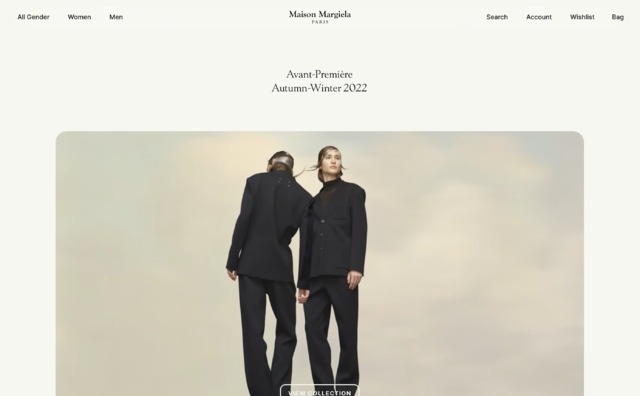 All Gender Women Men
Maison Margiela
PARIS
Search Account Wishlist Bag
Avant-Première
Autumn-Winter 2022
VIEW COLLECTION